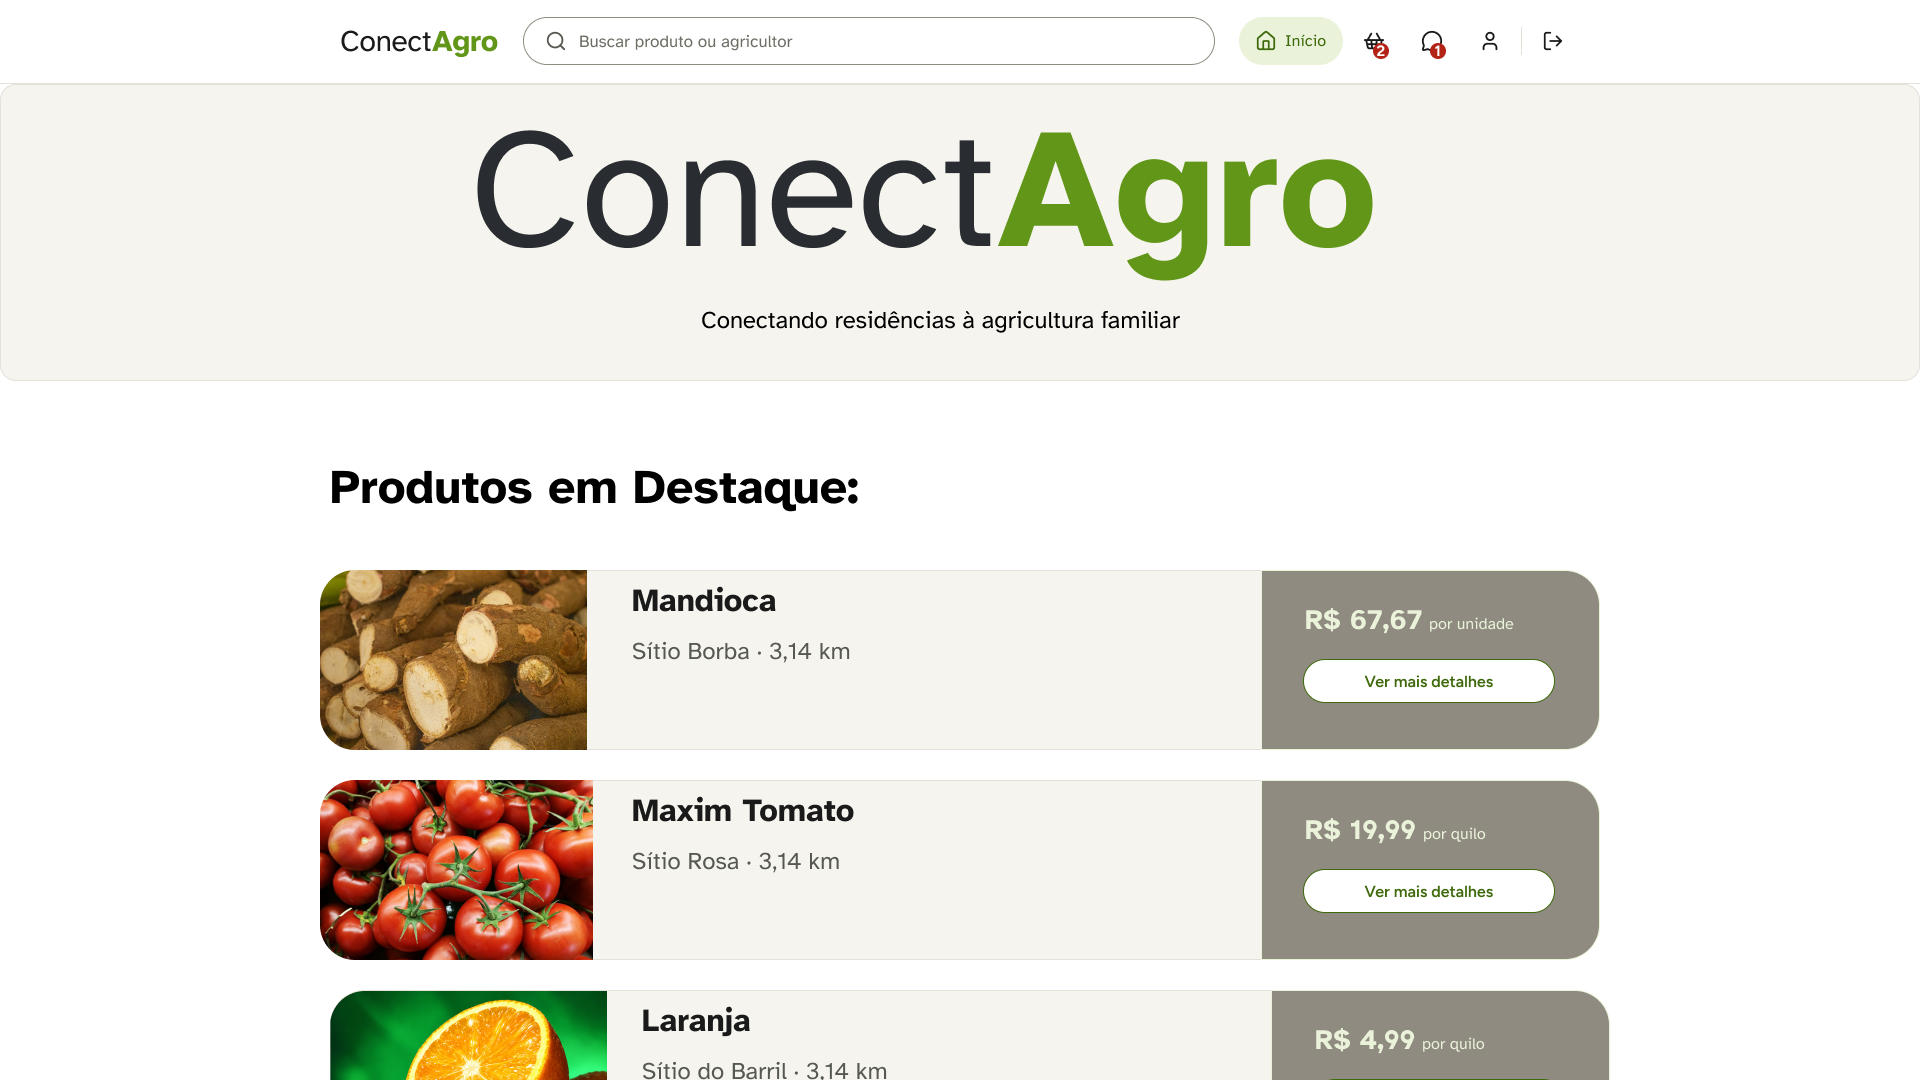 ConectAgro
Buscar produto ou agricultor
Início
2
1
ConectAgro
Conectando residências à agricultura familiar
Produtos em Destaque:
Mandioca
Sítio Borba · 3,14 km
R$ 67,67 por unidade
Ver mais detalhes
Maxim Tomato
Sítio Rosa · 3,14 km
R$ 19,99 por quilo
Ver mais detalhes
Laranja
Sítio do Barril · 3,14 km
R$ 4,99 por quilo